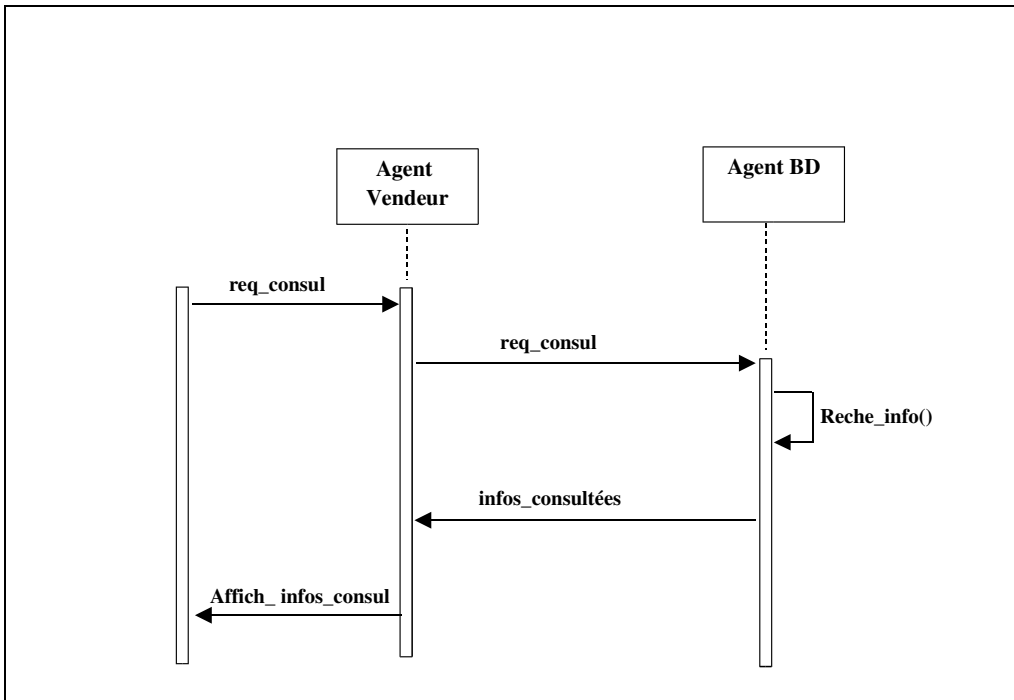 Agent
Vendeur
Agent BD
req_consul
req_consul
Reche_info()
infos_consultées
Affich_ infos_consul